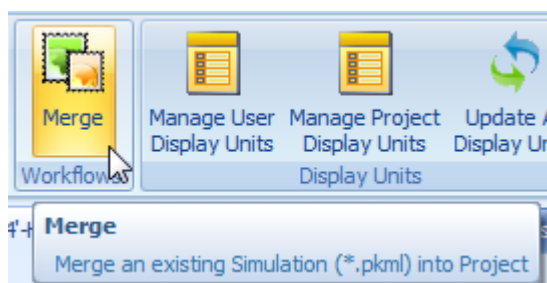 Merge
Manage User
Display Units
Manage Project
Display Units
Update
Display
Workflows
Display Units
Merge
Merge an existing Simulation (*.pkml) into Project